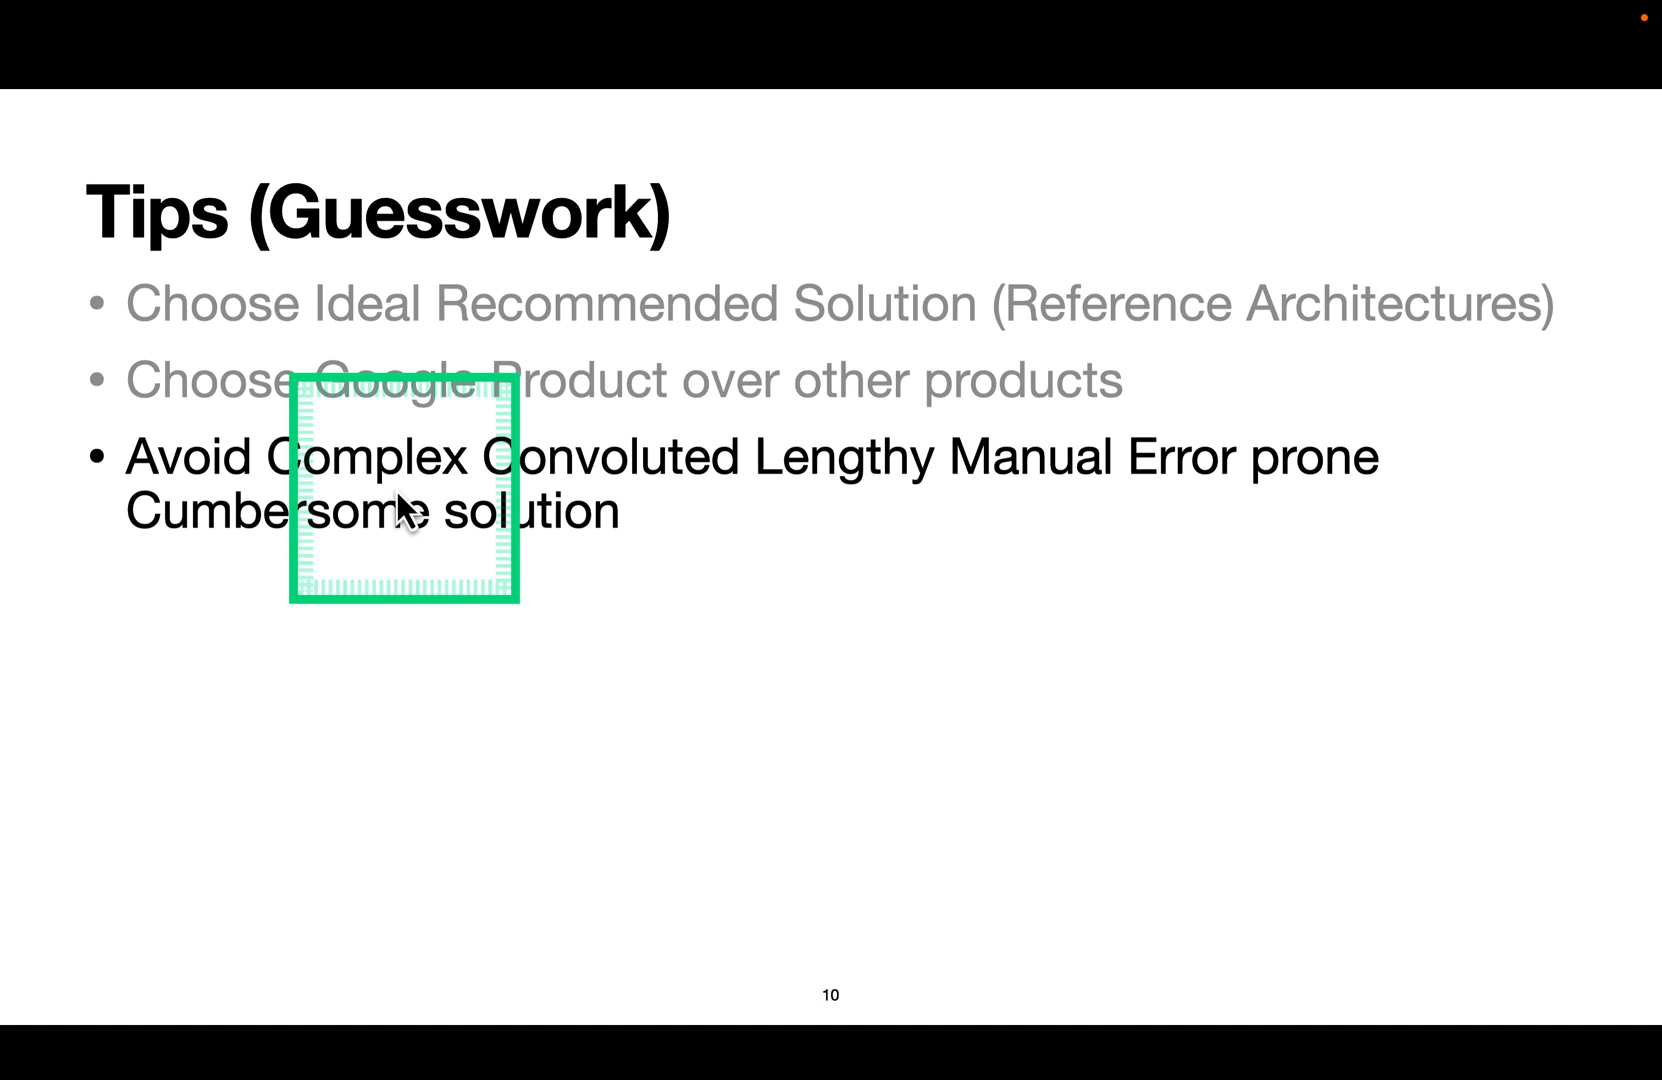 Tips (Guesswork)
• Choose Ideal Recommended Solution (Reference Architectures)
• Choose Google Product over other products
• Avoid Complex Convoluted Lengthy Manual Error prone
Cumbersome solution
10